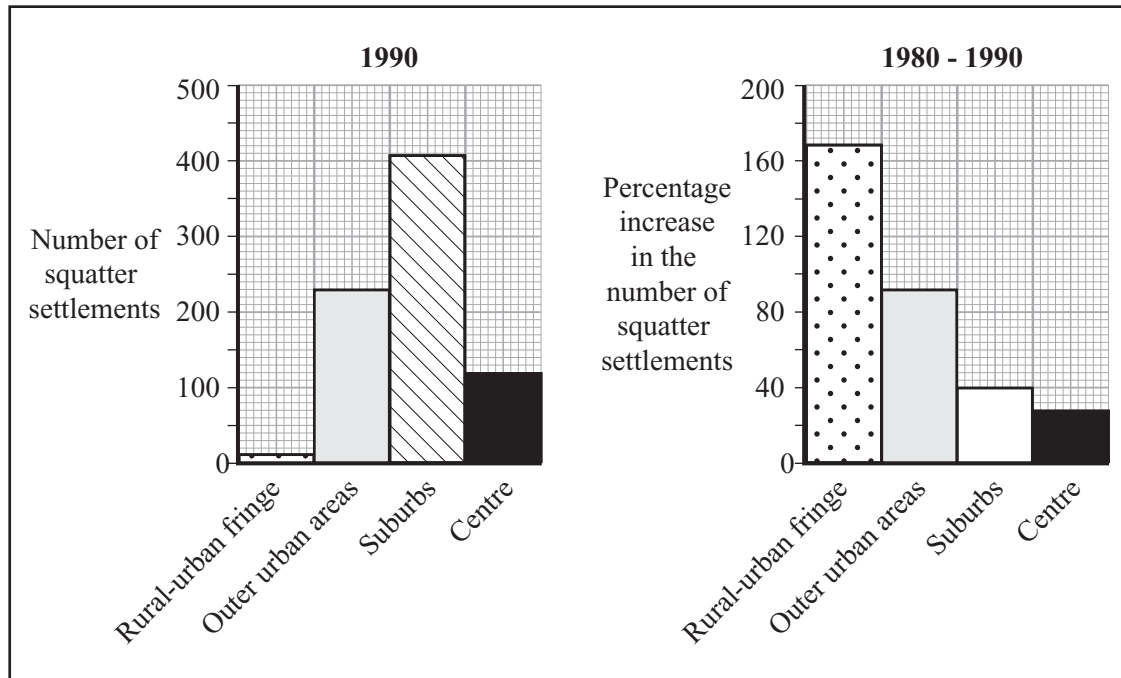 1990
500
400
300
200
100
0
Number of
squatter
settlements
Rural-urban fringe
Outer urban areas
Suburbs
Centre
1980 - 1990
200
160
120
80
40
0
Percentage
increase
in the
number of
squatter
settlements
Rural-urban fringe
Outer urban areas
Suburbs
Centre